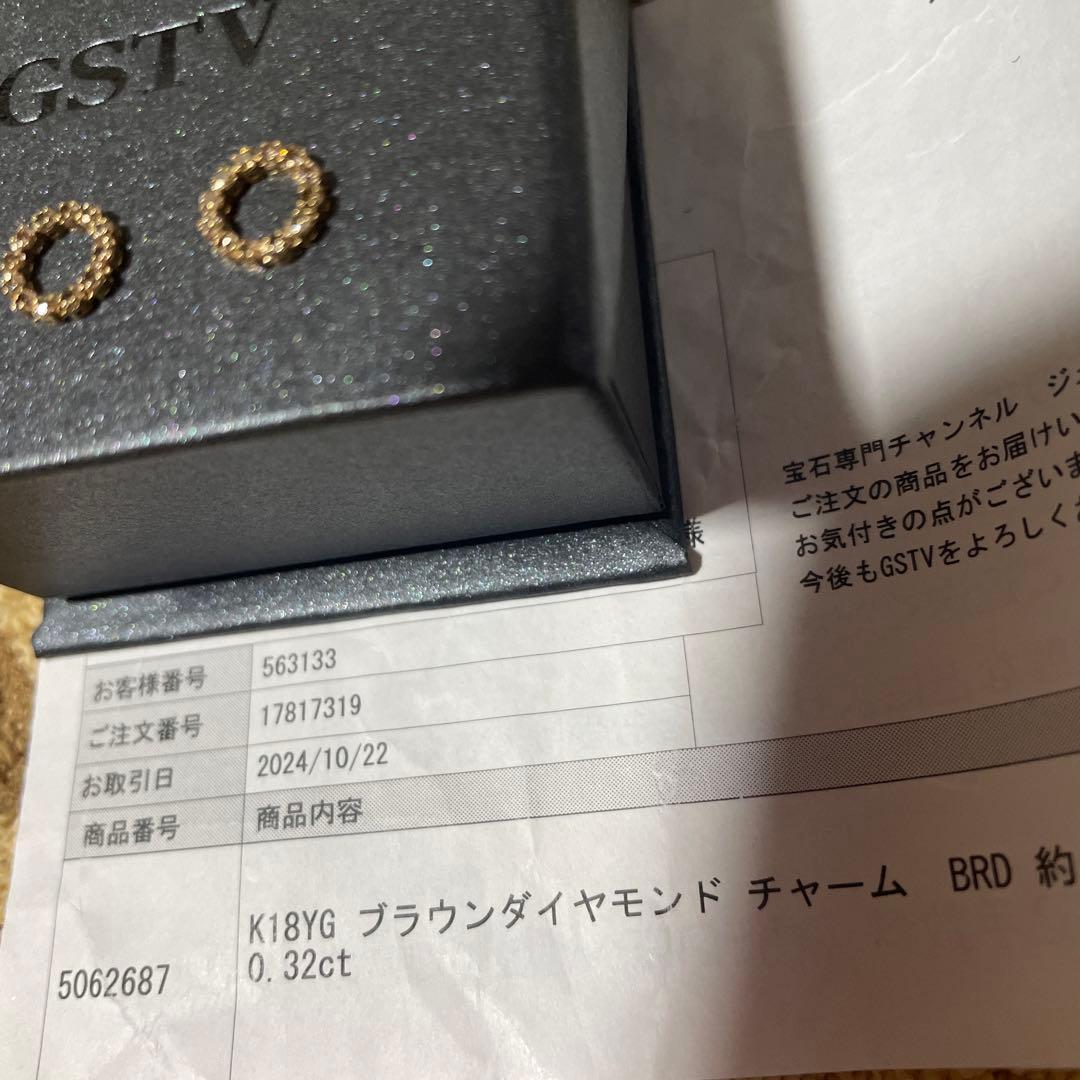 GSTV
宝石専門チャンネル
ご注文の商品をお届けい
お気付きの点がございま
今後もGSTVをよろしく
様
お客様番号 563133
ご注文番号 17817319
お取引日 2024/10/22
商品番号 商品内容
K18YG ブラウンダイヤモンド チャーム BRD 約
5062687 0.32ct